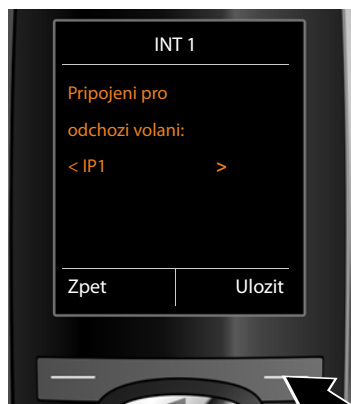 INT 1
Pripojeni pro
odchozi volani:
< IP1 >
Zpet Ulozit